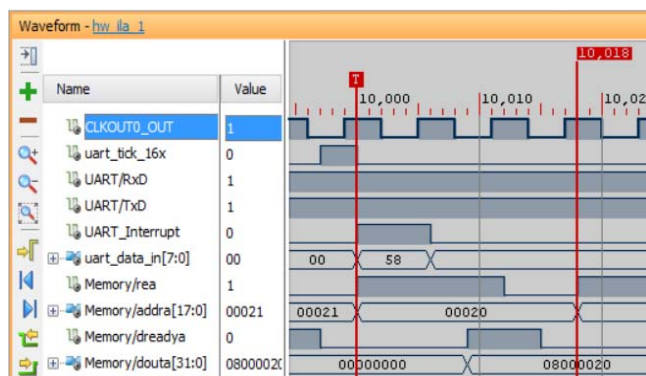 Waveform - hw_ila_1
10,018
Name Value
T
10,000 10,010 10,02
CLKOUT0_OUT 1
uart_tick_16x 0
UART/RxD 1
UART/TxD 1
UART_Interrupt 0
uart_data_in[7:0] 00 00 58
Memory/rea 1
Memory/addra[17:0] 00021 00021 00020
Memory/dreadya 0
Memory/douta[31:0] 08000020 00000000 08000020